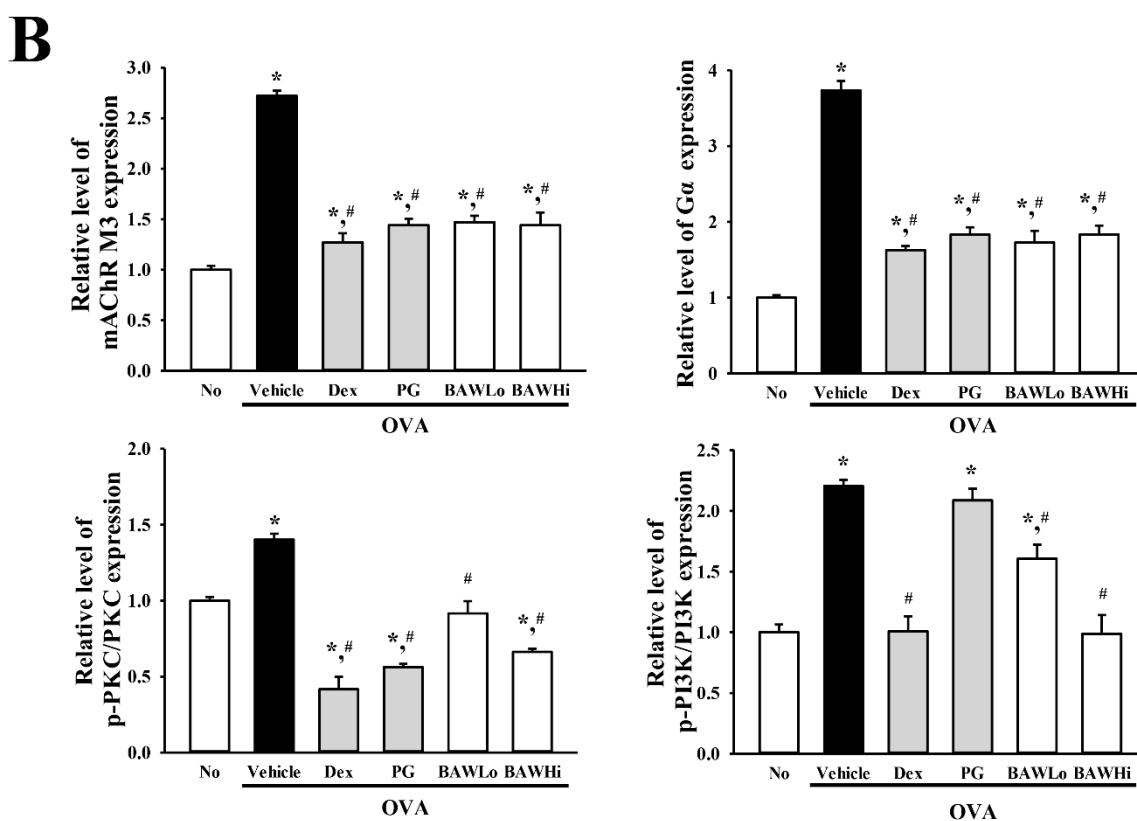 B
Relative level of
mAChR M3 expression
3.0
2.5
2.0
1.5
1.0
0.5
0.0
*
*,#
*,#
*,#
*,#
No Vehicle Dex PG BAWLo BAWHi
OVA
Relative level of Gα expression
4
3
2
1
0
*
*,#
*,#
*,#
*,#
No Vehicle Dex PG BAWLo BAWHi
OVA
Relative level of
p-PKC/PKC expression
2.0
1.5
1.0
0.5
0.0
*
*,#
*,#
#
*,#
No Vehicle Dex PG BAWLo BAWHi
OVA
Relative level of
p-PI3K/PI3K expression
2.5
2.0
1.5
1.0
0.5
0.0
*
#
*
*,#
#
No Vehicle Dex PG BAWLo BAWHi
OVA